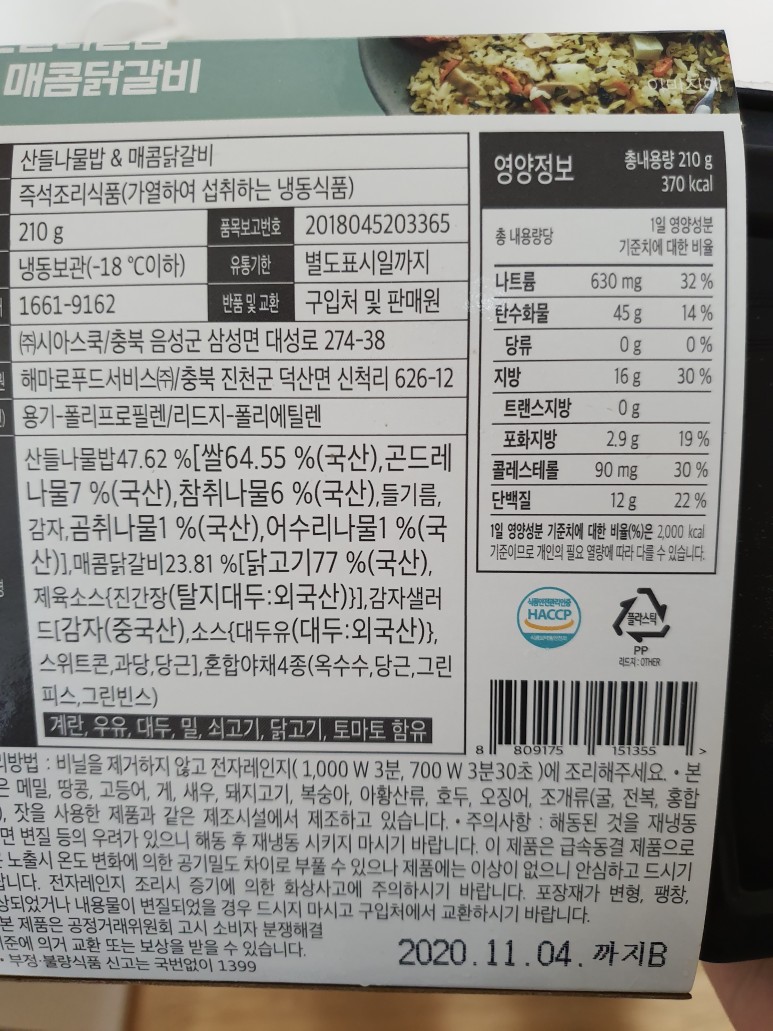 매콤닭갈비
산들나물밥 & 매콤닭갈비
즉석조리식품(가열하여 섭취하는 냉동식품)
210 g 품목보고번호 2018045203365
냉동보관(-18 ℃이하) 유통기한 별도표시일까지
1661-9162 반품 및 교환 구입처 및 판매원
㈜시아스쿡/충북 음성군 삼성면 대성로 274-38
해마로푸드서비스㈜/충북 진천군 덕산면 신척리 626-12
용기-폴리프로필렌/리드지-폴리에틸렌
산들나물밥47.62 %[쌀64.55 %(국산),곤드레
나물7 %(국산),참취나물6 %(국산),들기름,
감자,곰취나물1 %(국산),어수리나물1 %(국
산)],매콤닭갈비23.81 %[닭고기77 %(국산),
제육소스{진간장(탈지대두:외국산)}],감자샐러
드[감자(중국산),소스{대두유(대두:외국산)},
스위트콘,과당,당근],혼합야채4종(옥수수,당근,그린
피스,그린빈스)
계란, 우유, 대두, 밀, 쇠고기, 닭고기, 토마토 함유
영양정보 총내용량 210 g
370 kcal
총 내용량당 1일 영양성분
기준치에 대한 비율
나트륨 630 mg 32 %
탄수화물 45 g 14 %
당류 0 g 0 %
지방 16 g 30 %
트랜스지방 0 g
포화지방 2.9 g 19 %
콜레스테롤 90 mg 30 %
단백질 12 g 22 %
1일 영양성분 기준치에 대한 비율(%)은 2,000 kcal
기준이므로 개인의 필요 열량에 따라 다를 수 있습니다.
HACCP
플라스틱
PP
리드지: OTHER
8 809175 151355 >
리방법 : 비닐을 제거하지 않고 전자레인지( 1,000 W 3분, 700 W 3분30초 )에 조리해주세요. • 본
은 메밀, 땅콩, 고등어, 게, 새우, 돼지고기, 복숭아, 아황산류, 호두, 오징어, 조개류(굴, 전복, 홍합
), 잣을 사용한 제품과 같은 제조시설에서 제조하고 있습니다. • 주의사항 : 해동된 것을 재냉동
면 변질 등의 우려가 있으니 해동 후 재냉동 시키지 마시기 바랍니다. 이 제품은 급속동결 제품으로
노출시 온도 변화에 의한 공기밀도 차이로 부풀 수 있으나 제품에는 이상이 없으니 안심하고 드시기
랍니다. 전자레인지 조리시 증기에 의한 화상사고에 주의하시기 바랍니다. 포장재가 변형, 팽창,
상되었거나 내용물이 변질되었을 경우 드시지 마시고 구입처에서 교환하시기 바랍니다.
본 제품은 공정거래위원회 고시 소비자 분쟁해결
기준에 의거 교환 또는 보상을 받을 수 있습니다.
• 부정·불량식품 신고는 국번없이 1399
2020.11.04.까지B